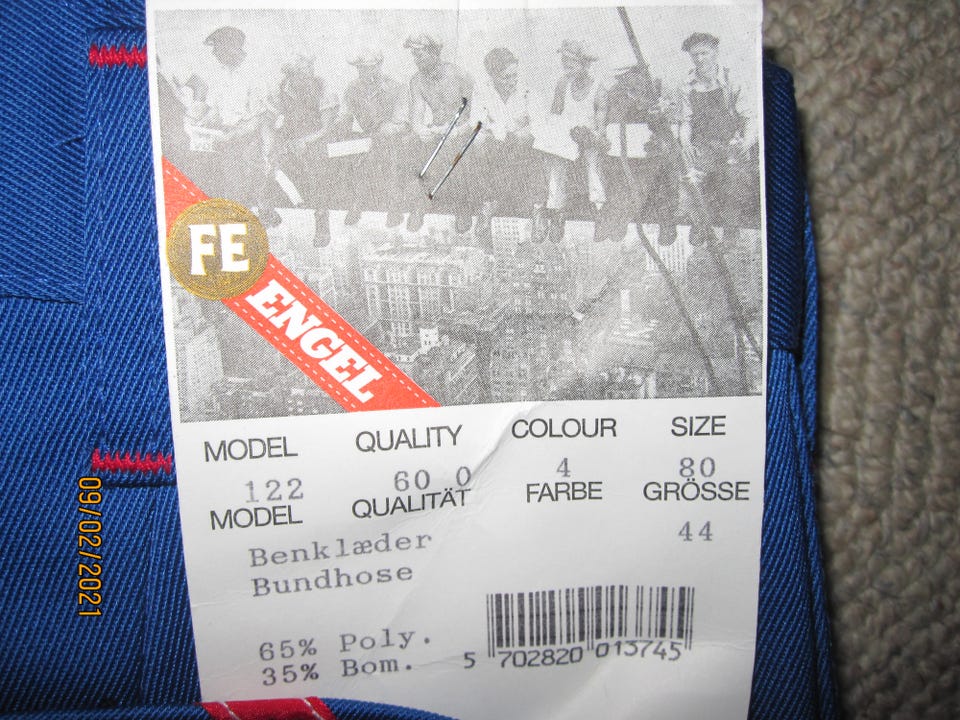 FE
ENGEL
MODEL QUALITY COLOUR SIZE
122 60 0 4 80
MODEL QUALITÄT FARBE GRÖSSE
44
Benklæder
Bundhose
65% Poly.
35% Bom.
5 702820 013745
09/02/2021